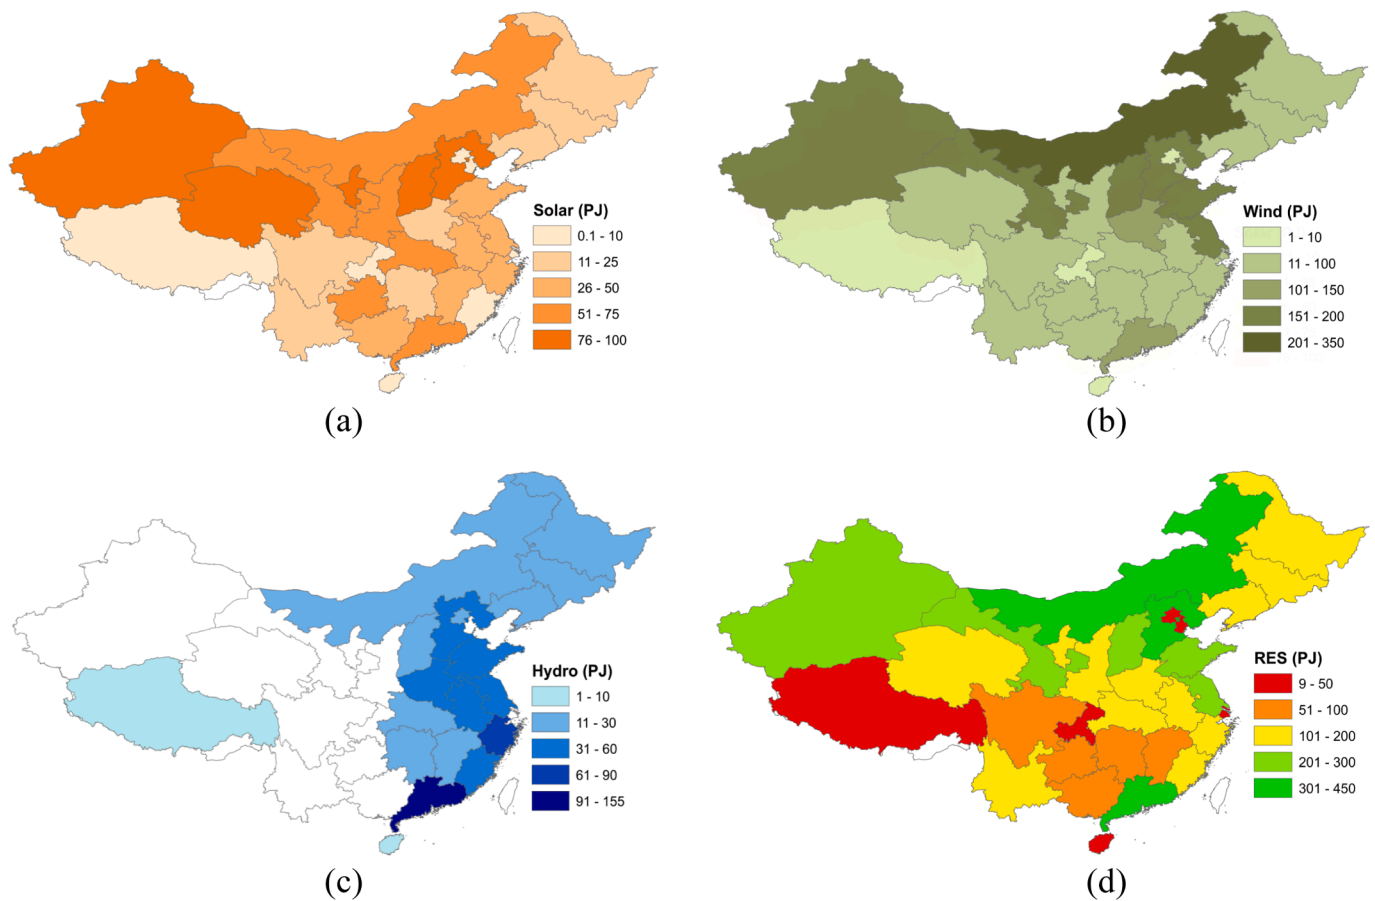 Solar (PJ)
0.1 - 10
11 - 25
26 - 50
51 - 75
76 - 100
(a)
Wind (PJ)
1 - 10
11 - 100
101 - 150
151 - 200
201 - 350
(b)
Hydro (PJ)
1 - 10
11 - 30
31 - 60
61 - 90
91 - 155
(c)
RES (PJ)
9 - 50
51 - 100
101 - 200
201 - 300
301 - 450
(d)